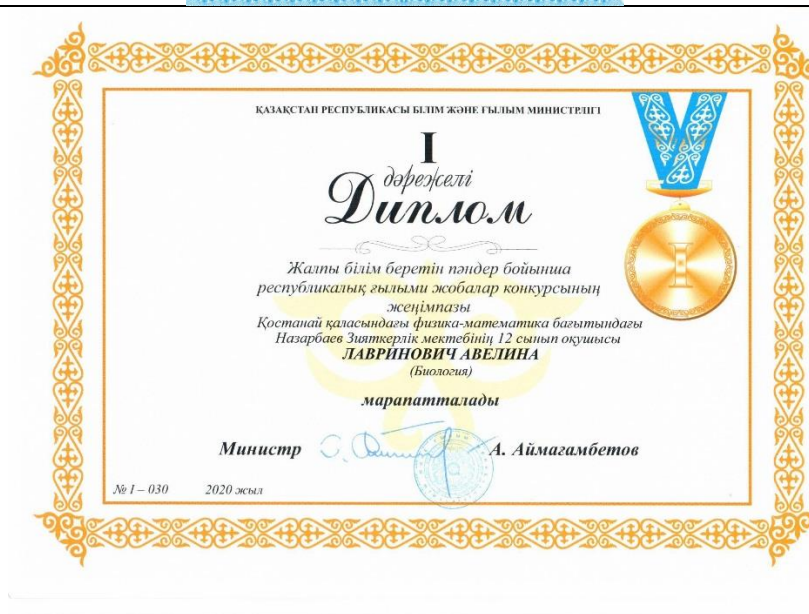 ҚАЗАҚСТАН РЕСПУБЛИКАСЫ БІЛІМ ЖӘНЕ ҒЫЛЫМ МИНИСТРЛІГІ
I
дәрежелі
Диплом
Жалпы білім беретін пәндер бойынша
республикалық ғылыми жобалар конкурсының
жеңімпазы
Қостанай қаласындағы физика-математика бағытындағы
Назарбаев Зияткерлік мектебінің 12 сынып оқушысы
ЛАВРИНОВИЧ АВЕЛИНА
(Биология)
марапатталады
Министр А. Аймағамбетов
№ I – 030 2020 жыл
I